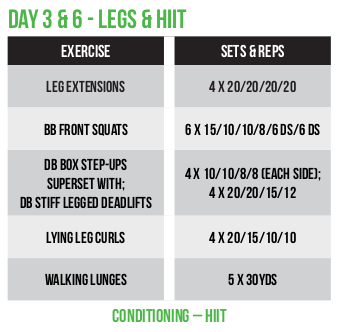 DAY 3 & 6 - LEGS & HIIT
EXERCISE SETS & REPS
LEG EXTENSIONS 4 X 20/20/20/20
BB FRONT SQUATS 6 X 15/10/10/8/6 DS/6 DS
DB BOX STEP-UPS
SUPERSET WITH;
DB STIFF LEGGED DEADLIFTS
4 X 10/10/8/8 (EACH SIDE);
4 X 20/20/15/12
LYING LEG CURLS 4 X 20/15/10/10
WALKING LUNGES 5 X 30YDS
CONDITIONING – HIIT